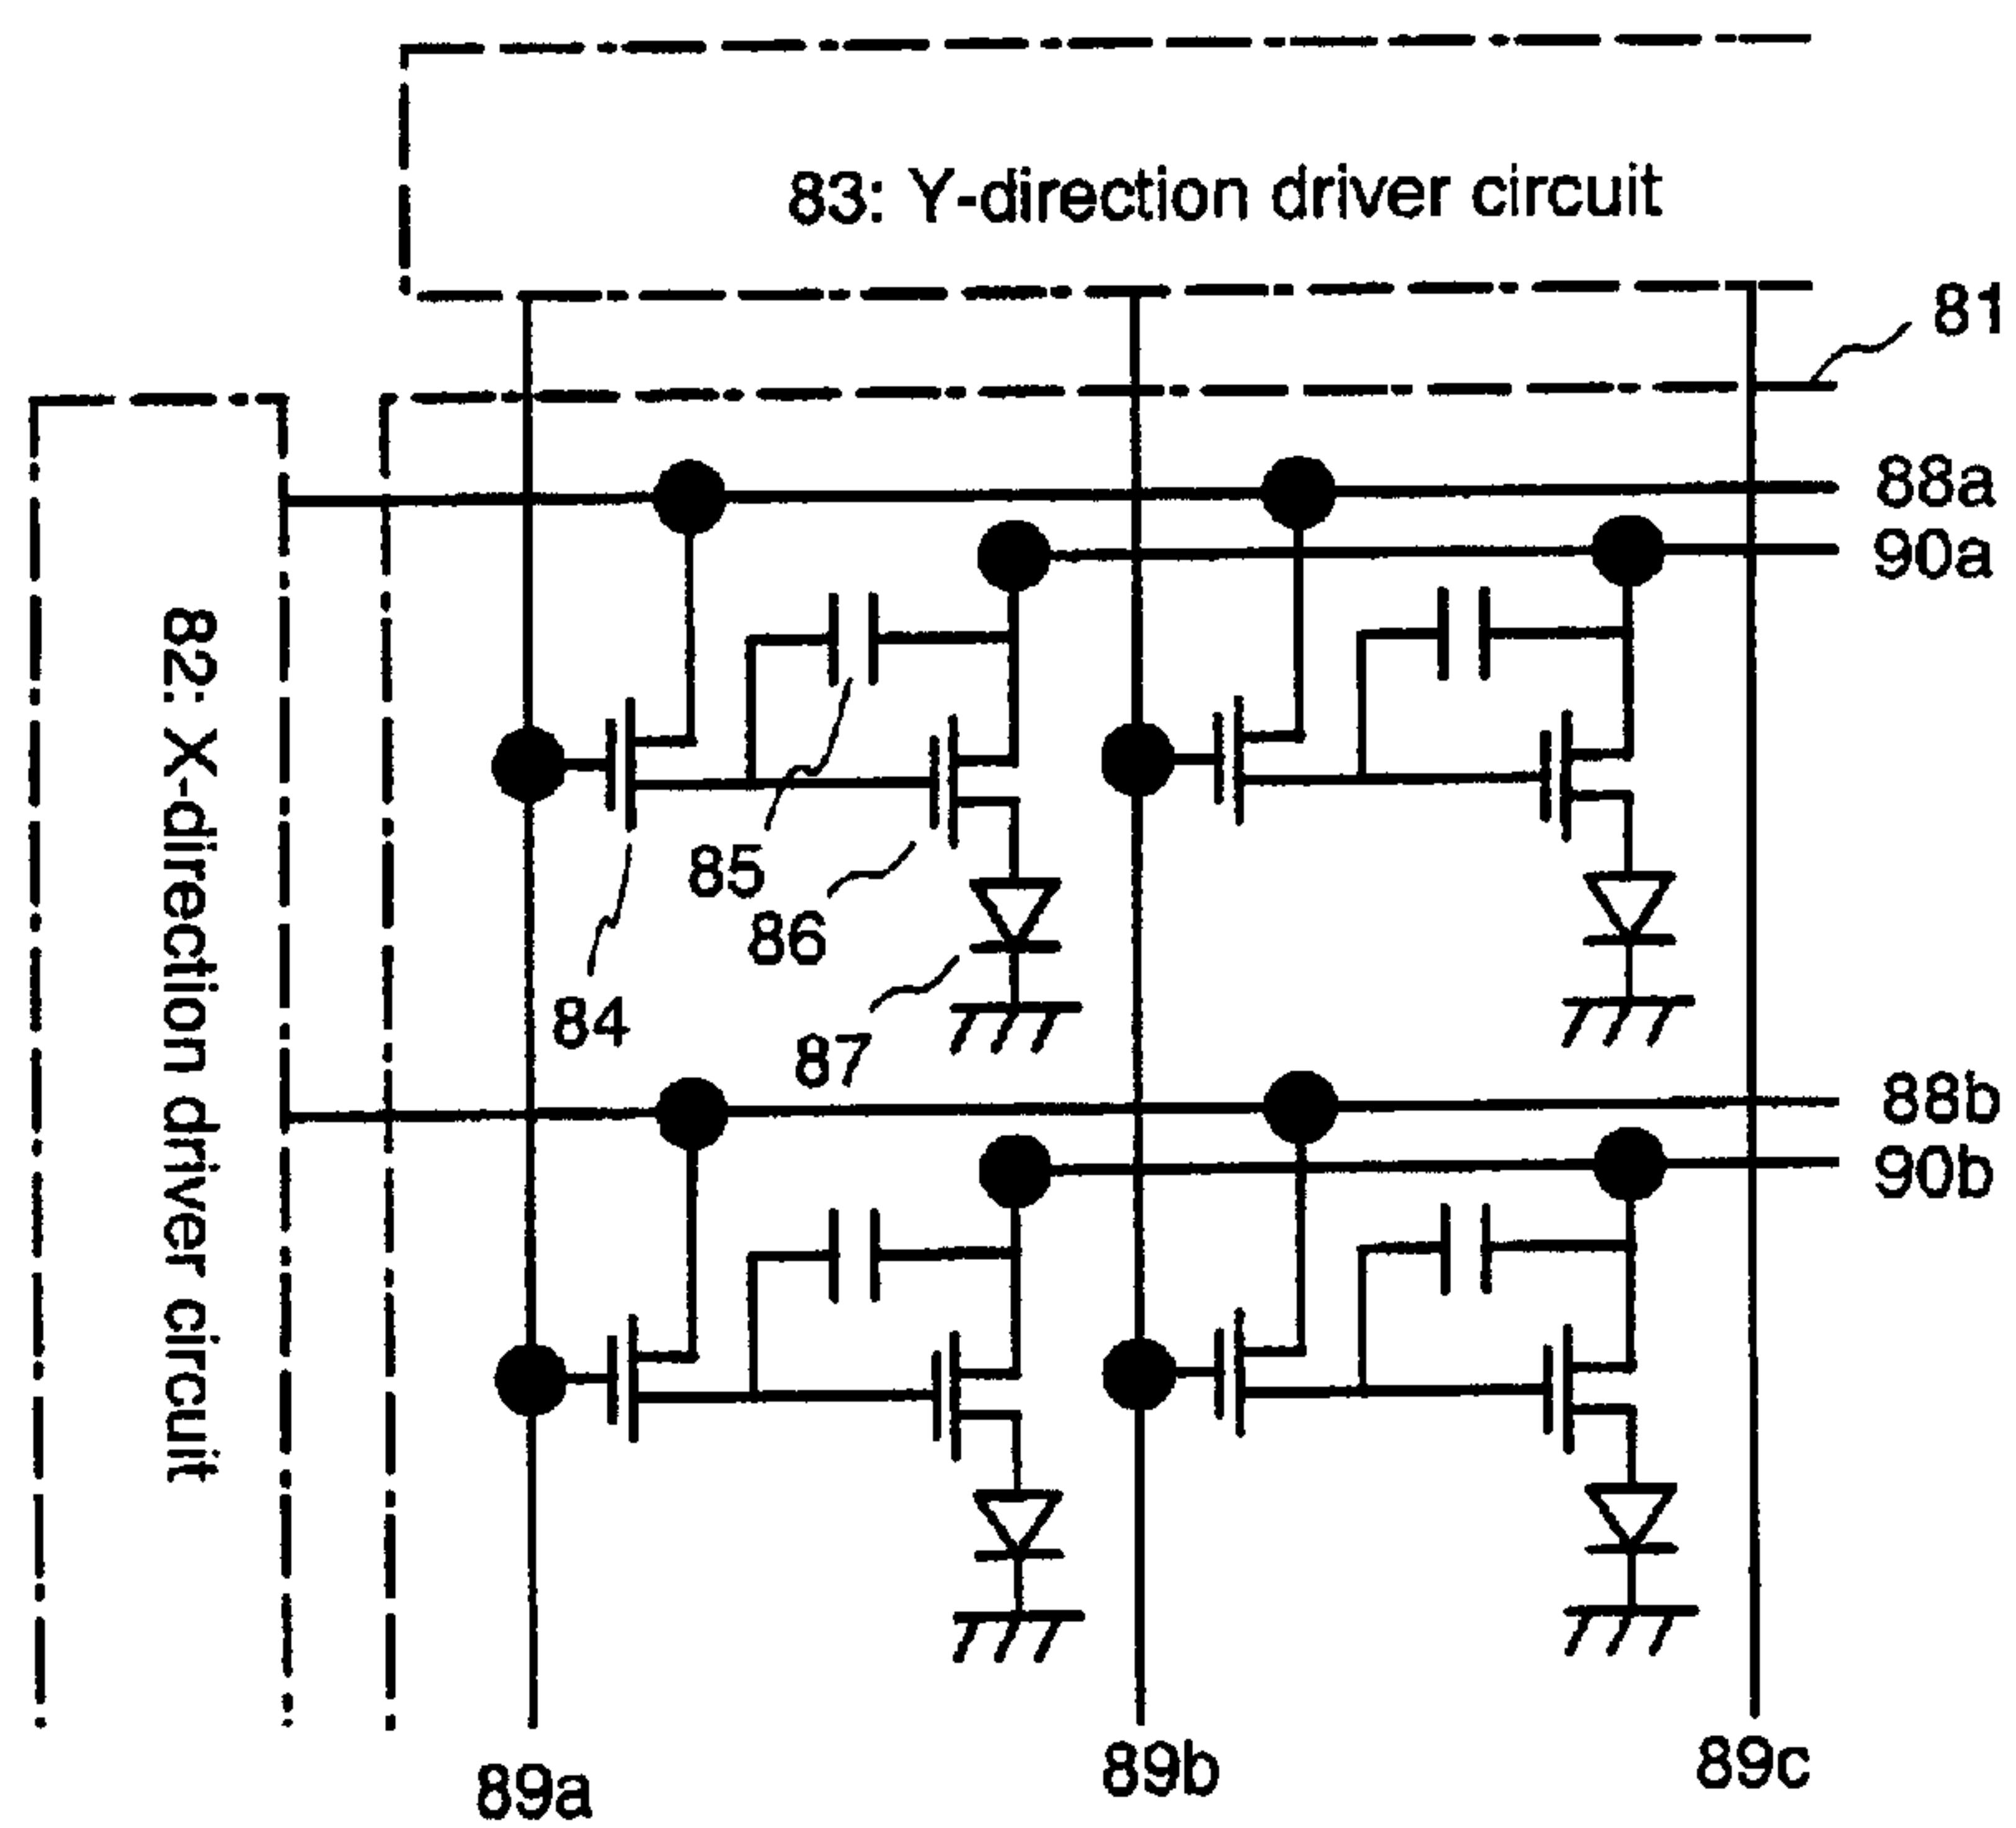 83: Y-direction driver circuit
81
88a
90a
82: X-direction driver circuit
85
86
84
87
88b
90b
89a
89b
89c